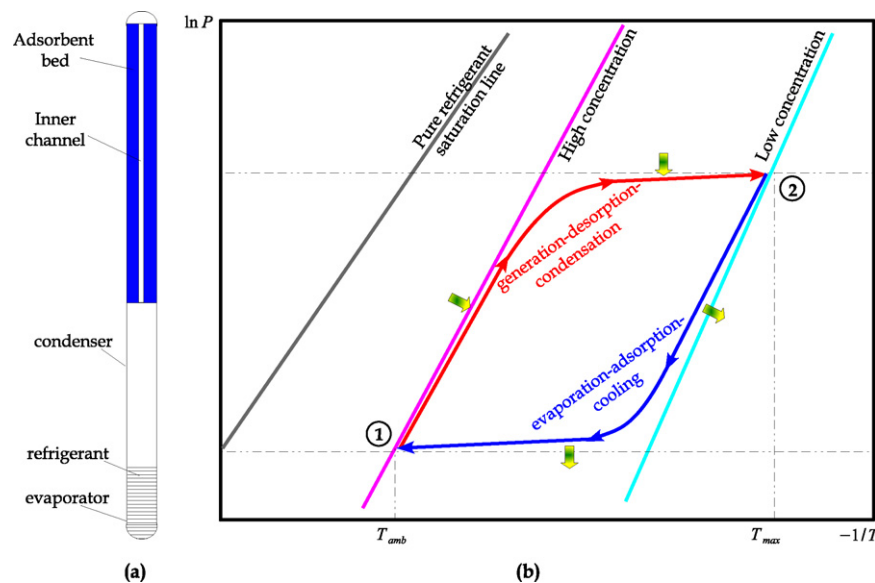 Adsorbent
bed
Inner
channel
condenser
refrigerant
evaporator
(a)
ln P
Pure refrigerant
saturation line
High concentration
Low concentration
generation-desorption-
condensation
evaporation-adsorption-
cooling
1
2
T_amb
T_max
−1/T
(b)